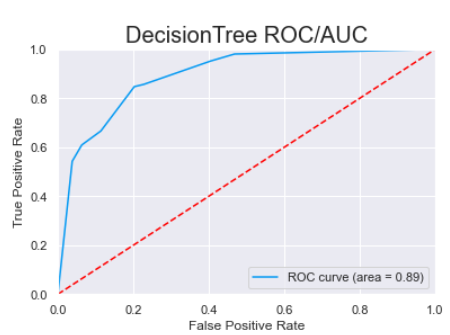 DecisionTree ROC/AUC
1.0
0.8
0.6
0.4
0.2
0.0
True Positive Rate
ROC curve (area = 0.89)
0.0 0.2 0.4 0.6 0.8 1.0
False Positive Rate